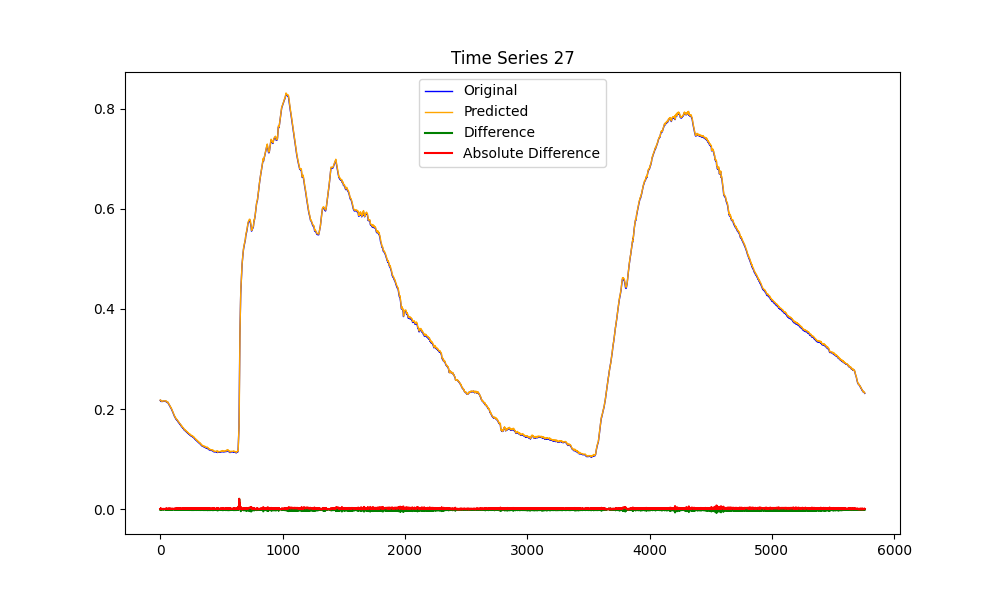 Time Series 27
Original
Predicted
Difference
Absolute Difference
0.8
0.6
0.4
0.2
0.0
0 1000 2000 3000 4000 5000 6000